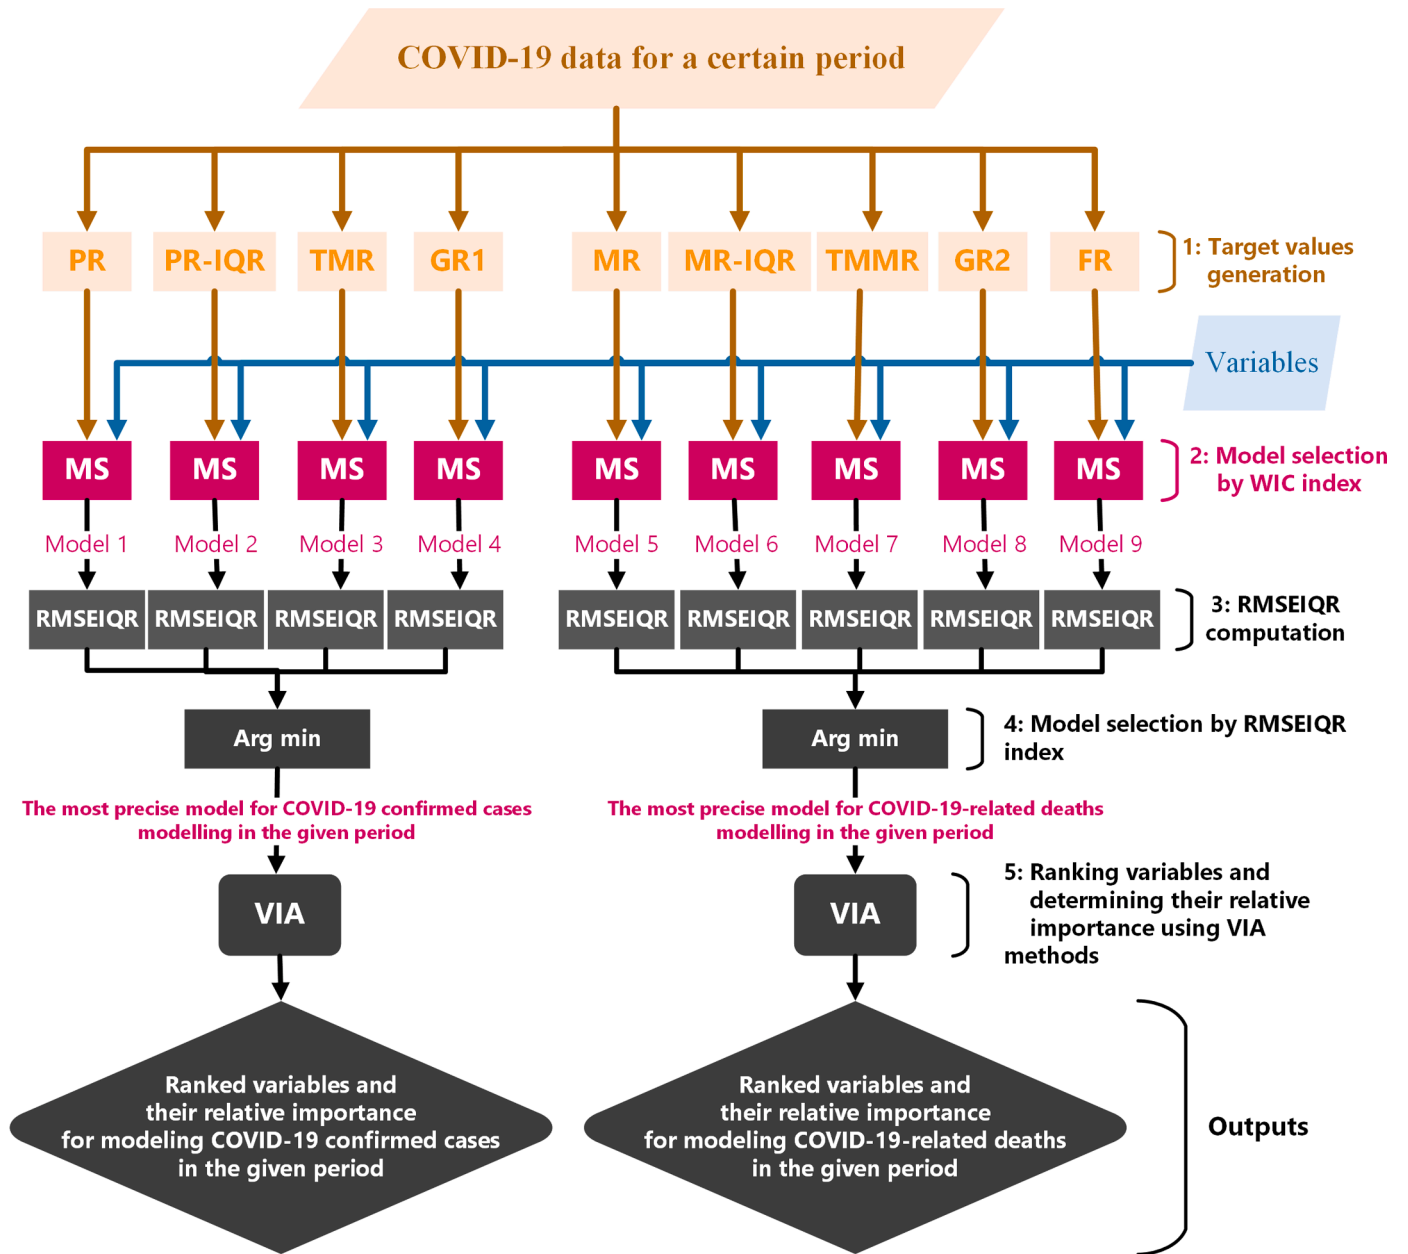 COVID-19 data for a certain period
PR
PR-IQR
TMR
GR1
MR
MR-IQR
TMMR
GR2
FR
1: Target values
generation
Variables
MS
MS
MS
MS
MS
MS
MS
MS
MS
2: Model selection
by WIC index
Model 1
Model 2
Model 3
Model 4
Model 5
Model 6
Model 7
Model 8
Model 9
RMSEIQR
RMSEIQR
RMSEIQR
RMSEIQR
RMSEIQR
RMSEIQR
RMSEIQR
RMSEIQR
RMSEIQR
3: RMSEIQR
computation
Arg min
Arg min
4: Model selection by RMSEIQR
index
The most precise model for COVID-19 confirmed cases
modelling in the given period
The most precise model for COVID-19-related deaths
modelling in the given period
VIA
VIA
5: Ranking variables and
determining their relative
importance using VIA
methods
Ranked variables and
their relative importance
for modeling COVID-19 confirmed cases
in the given period
Ranked variables and
their relative importance
for modeling COVID-19-related deaths
in the given period
Outputs